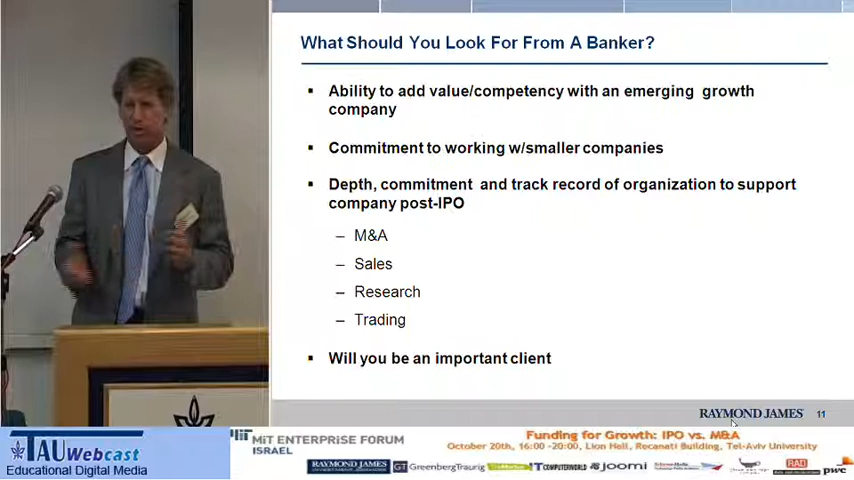 What Should You Look For From A Banker?
Ability to add value/competency with an emerging growth
company
Commitment to working w/smaller companies
Depth, commitment and track record of organization to support
company post-IPO
– M&A
– Sales
– Research
– Trading
Will you be an important client
RAYMOND JAMES 11
TAU Webcast
Educational Digital Media
MIT ENTERPRISE FORUM
ISRAEL
Funding for Growth: IPO vs. M&A
October 20th, 16:00 -20:00, Lion Hall, Recanati Building, Tel-Aviv University
RAYMOND JAMES
GT GreenbergTraurig
COMPUTERWORLD
Joomi
RAD
pwc